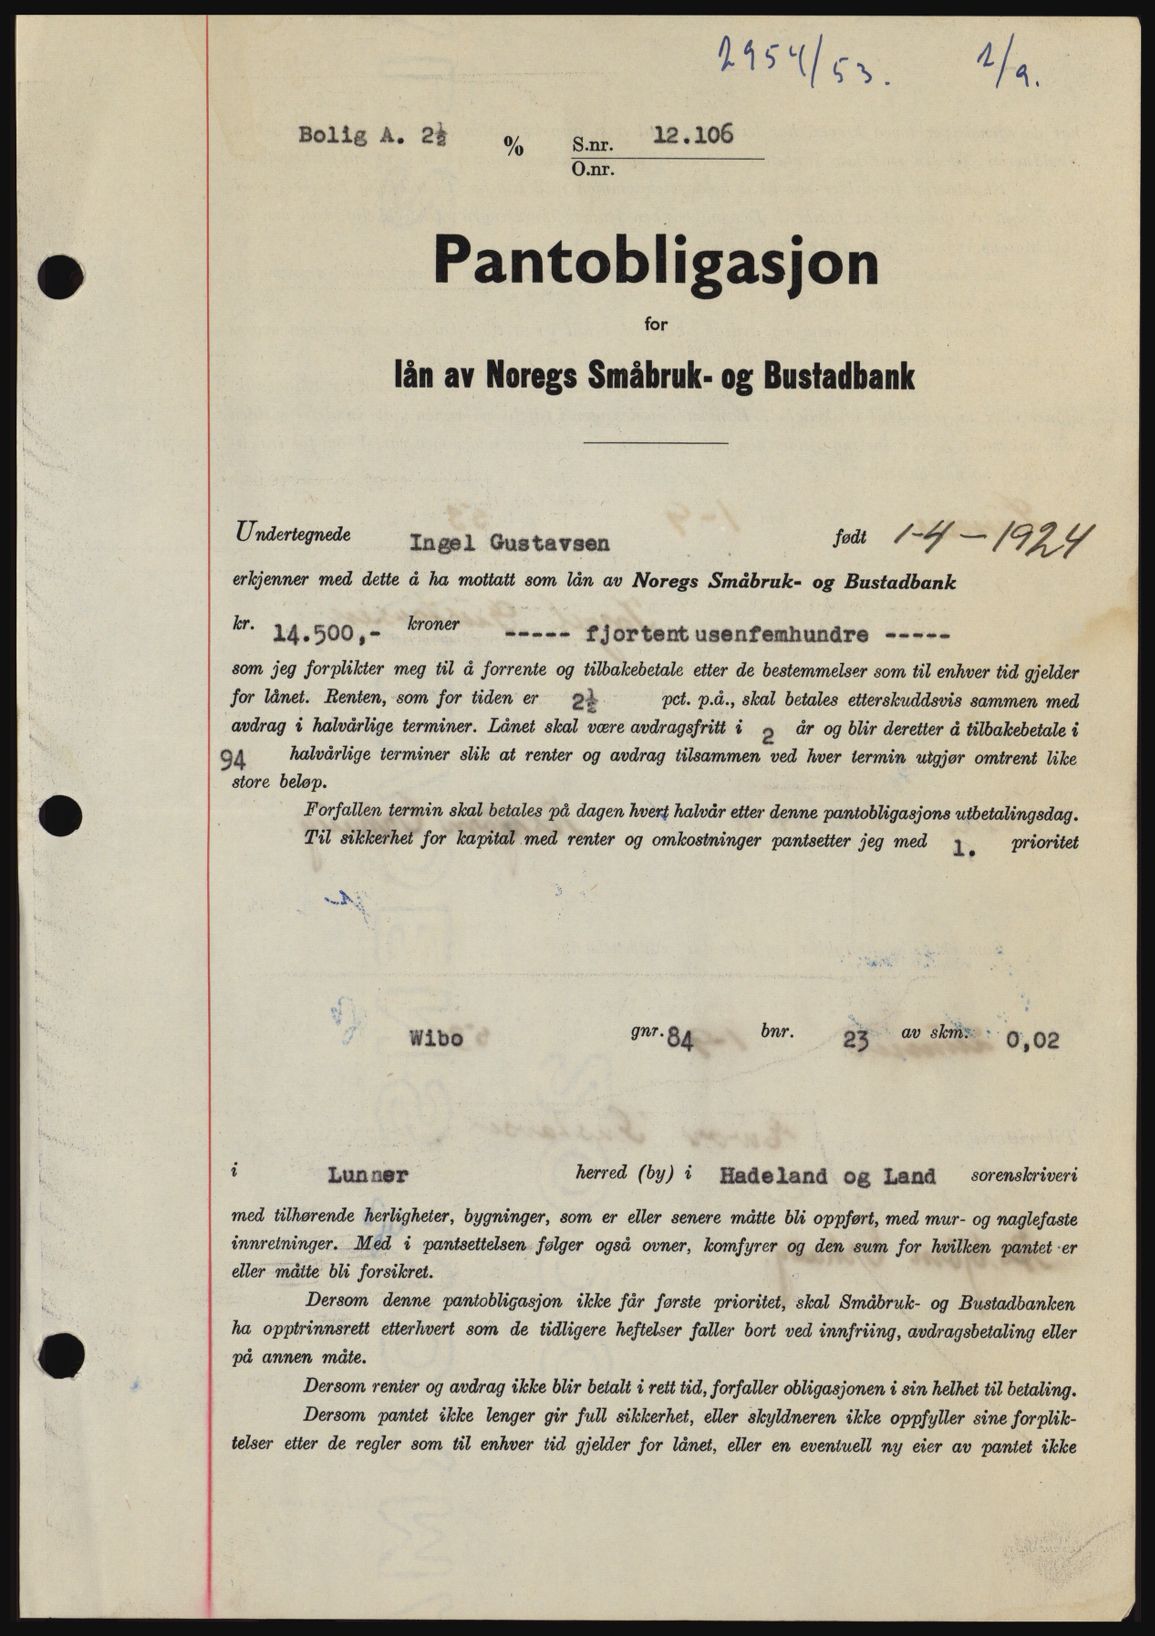 2954/53. 2/9.
Bolig A. 2½ % S.nr. 12.106
O.nr.
Pantobligasjon
for
lån av Noregs Småbruk- og Bustadbank
Undertegnede Ingel Gustavsen født 1-4-1924
erkjenner med dette å ha mottatt som lån av Noregs Småbruk- og Bustadbank
kr. 14.500,- kroner ----- fjortentusenfemhundre -----
som jeg forplikter meg til å forrente og tilbakebetale etter de bestemmelser som til enhver tid gjelder
for lånet. Renten, som for tiden er 2½ pct. p.å., skal betales etterskuddsvis sammen med
avdrag i halvårlige terminer. Lånet skal være avdragsfritt i 2 år og blir deretter å tilbakebetale i
94 halvårlige terminer slik at renter og avdrag tilsammen ved hver termin utgjør omtrent like
store beløp.
Forfallen termin skal betales på dagen hvert halvår etter denne pantobligasjons utbetalingsdag.
Til sikkerhet for kapital med renter og omkostninger pantsetter jeg med 1. prioritet
Wibo gnr. 84 bnr. 23 av skm. 0,02
i Lunner herred (by) i Hadeland og Land sorenskriveri
med tilhørende herligheter, bygninger, som er eller senere måtte bli oppført, med mur- og naglefaste
innretninger. Med i pantsettelsen følger også ovner, komfyrer og den sum for hvilken pantet er
eller måtte bli forsikret.
Dersom denne pantobligasjon ikke får første prioritet, skal Småbruk- og Bustadbanken
ha opptrinnsrett etterhvert som de tidligere heftelser faller bort ved innfriing, avdragsbetaling eller
på annen måte.
Dersom renter og avdrag ikke blir betalt i rett tid, forfaller obligasjonen i sin helhet til betaling.
Dersom pantet ikke lenger gir full sikkerhet, eller skyldneren ikke oppfyller sine forplik-
telser etter de regler som til enhver tid gjelder for lånet, eller en eventuell ny eier av pantet ikke